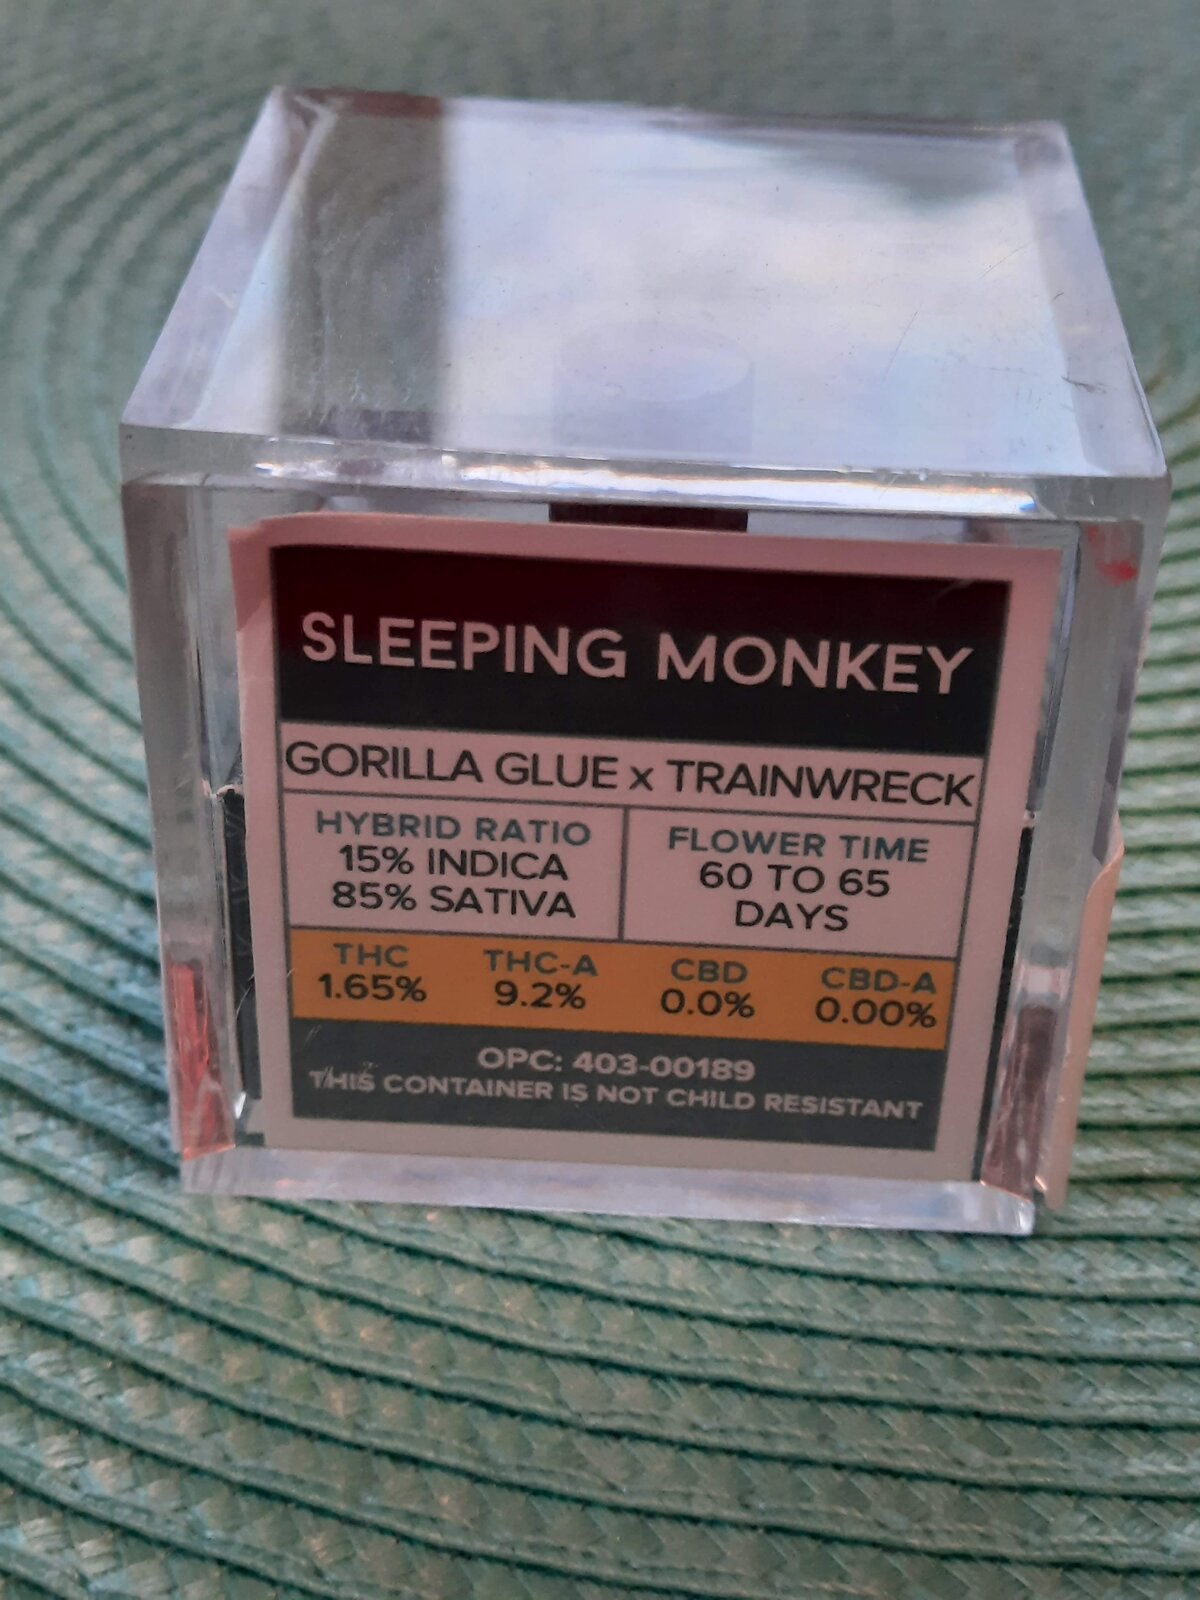 SLEEPING MONKEY
GORILLA GLUE x TRAINWRECK
HYBRID RATIO
15% INDICA
85% SATIVA
FLOWER TIME
60 TO 65
DAYS
THC THC-A CBD CBD-A
1.65% 9.2% 0.0% 0.00%
OPC: 403-00189
THIS CONTAINER IS NOT CHILD RESISTANT